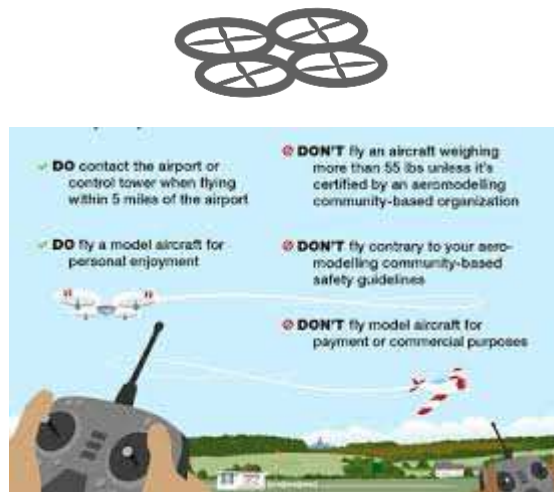 DO contact the airport or
control tower when flying
within 5 miles of the airport
DO fly a model aircraft for
personal enjoyment
DON'T fly an aircraft weighing
more than 55 lbs unless it's
certified by an aeromodelling
community-based organization
DON'T fly contrary to your aero-
modelling community-based
safety guidelines
DON'T fly model aircraft for
payment or commercial purposes